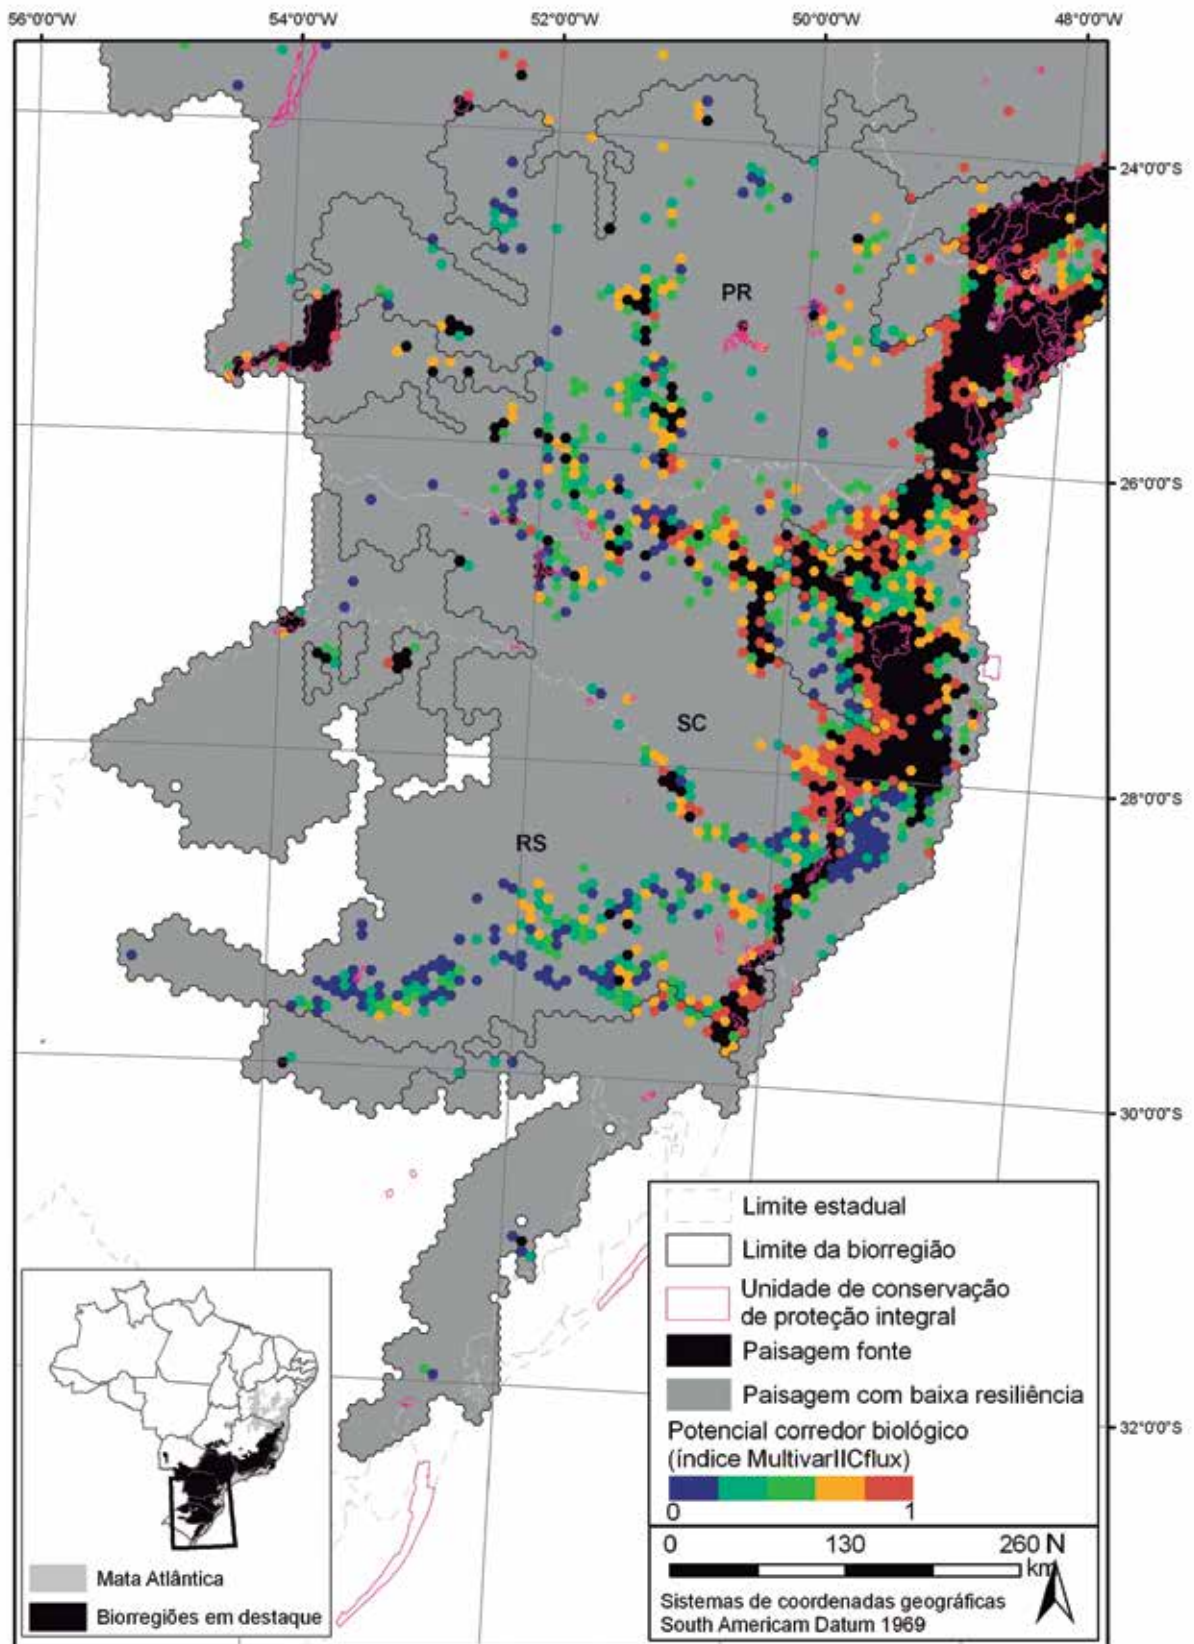 56°0'0"W 54°0'0"W 52°0'0"W 50°0'0"W 48°0'0"W
24°0'0"S
PR
26°0'0"S
SC
28°0'0"S
RS
30°0'0"S
Limite estadual
Limite da biorregião
Unidade de conservação
de proteção integral
Paisagem fonte
Paisagem com baixa resiliência
Potencial corredor biológico
(índice MultivarIICflux)
0 1
32°0'0"S
0 130 260 N
km
Sistemas de coordenadas geográficas
South Americam Datum 1969
Mata Atlântica
Biorregiões em destaque